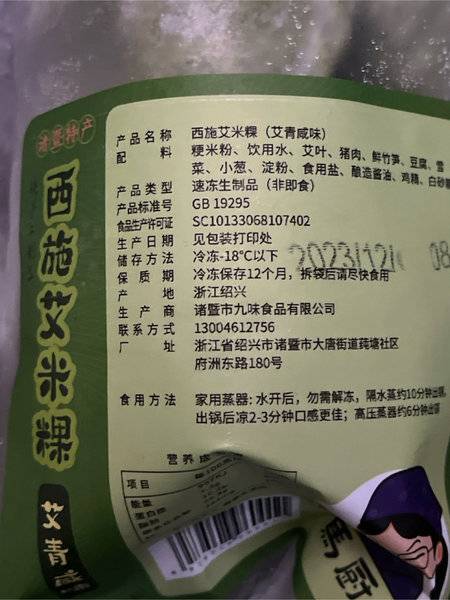 诸暨特产
西施艾米粿
艾青咸
产品名称 西施艾米粿（艾青咸味）
配料 粳米粉、饮用水、艾叶、猪肉、鲜竹笋、豆腐、雪
菜、小葱、淀粉、食用盐、酿造酱油、鸡精、白砂糖
产品类型 速冻生制品（非即食）
产品标准号 GB 19295
食品生产许可证 SC10133068107402
生产日期 见包装打印处
2023/12/
08
储存方法 冷冻-18℃以下
保质期 冷冻保存12个月，拆袋后请尽快食用
产地 浙江绍兴
生产商 诸暨市九味食品有限公司
联系方式 13004612756
厂址 浙江省绍兴市诸暨市大唐街道莼塘社区
府洲东路180号
食用方法 家用蒸器：水开后，勿需解冻，隔水蒸约10分钟出锅，
出锅后凉2-3分钟口感更佳；高压蒸器约6分钟出锅
营养成
项目
能量
蛋白质
脂肪
厨